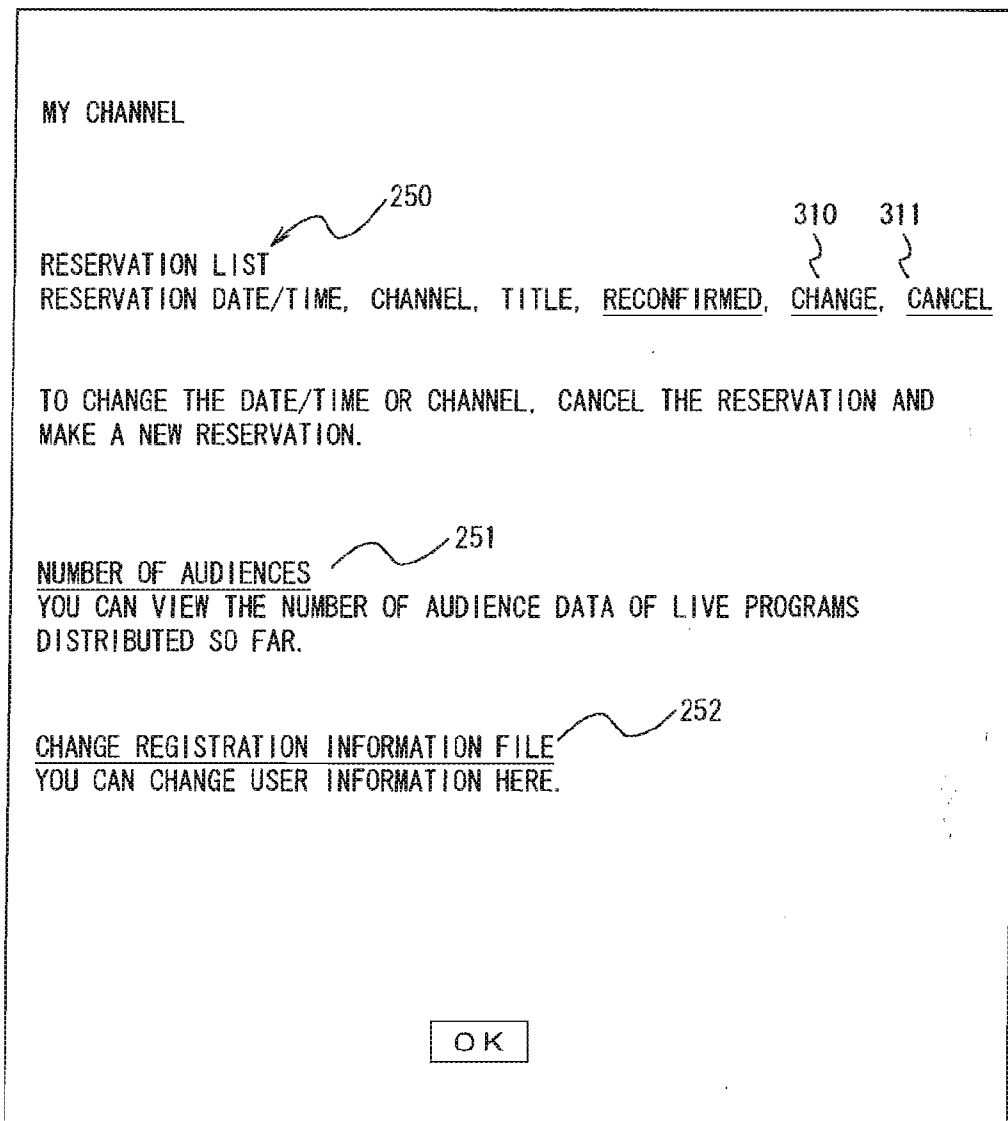 MY CHANNEL
250
310 311
RESERVATION LIST
RESERVATION DATE/TIME, CHANNEL, TITLE, RECONFIRMED, CHANGE, CANCEL
TO CHANGE THE DATE/TIME OR CHANNEL, CANCEL THE RESERVATION AND
MAKE A NEW RESERVATION.
251
NUMBER OF AUDIENCES
YOU CAN VIEW THE NUMBER OF AUDIENCE DATA OF LIVE PROGRAMS
DISTRIBUTED SO FAR.
252
CHANGE REGISTRATION INFORMATION FILE
YOU CAN CHANGE USER INFORMATION HERE.
OK